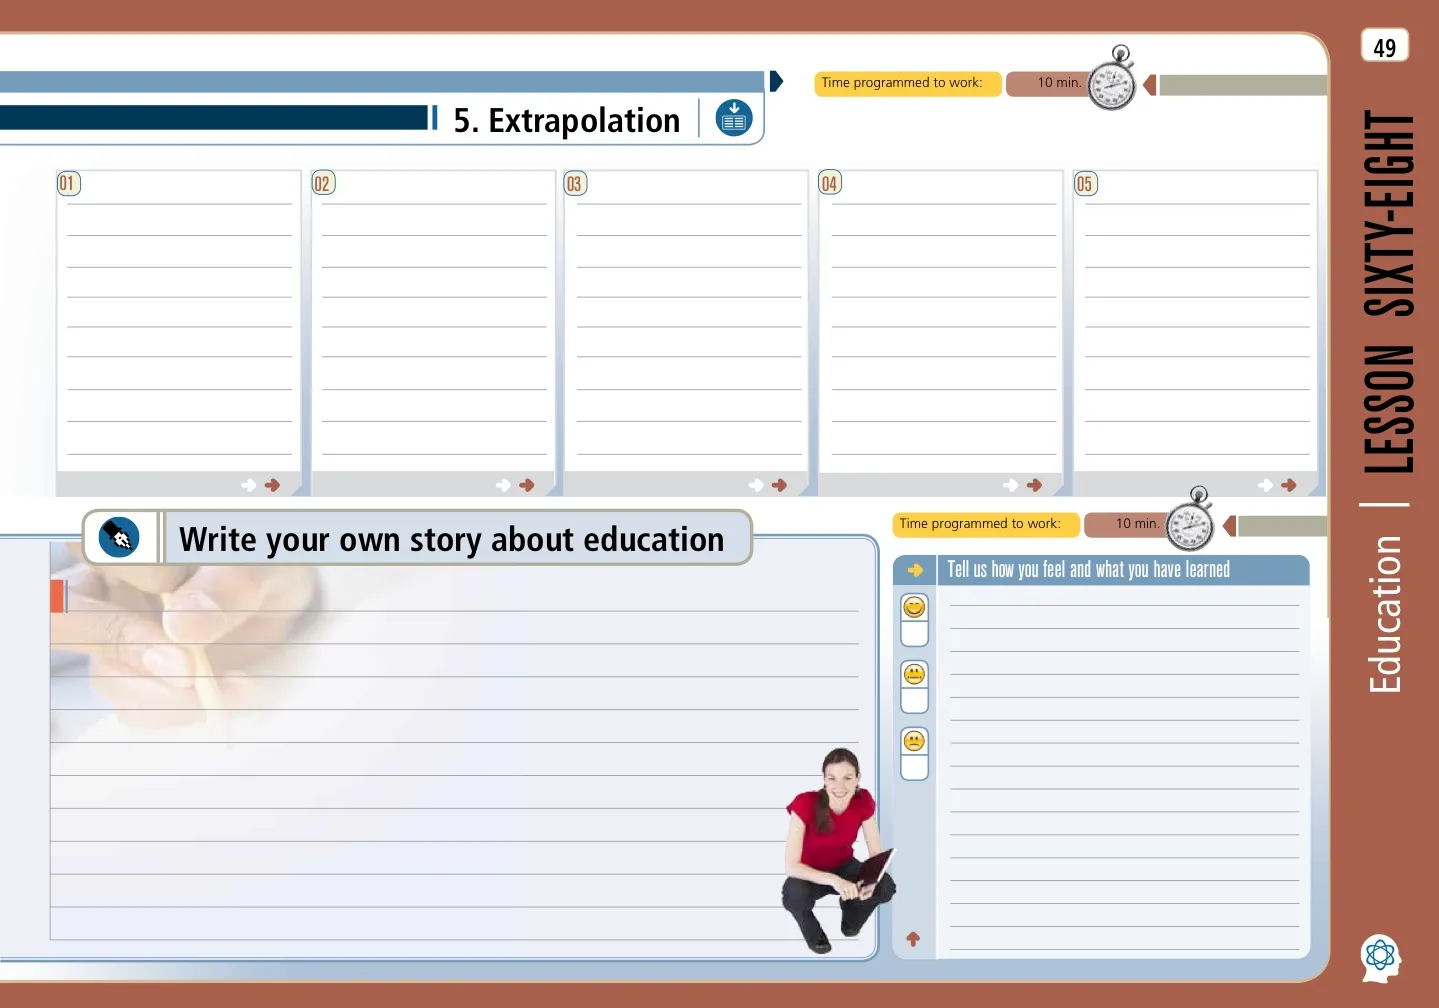 49
Time programmed to work:
10 min.
5. Extrapolation
01
02
03
04
05
LESSON SIXTY-EIGHT
Education
Write your own story about education
Time programmed to work:
10 min.
Tell us how you feel and what you have learned